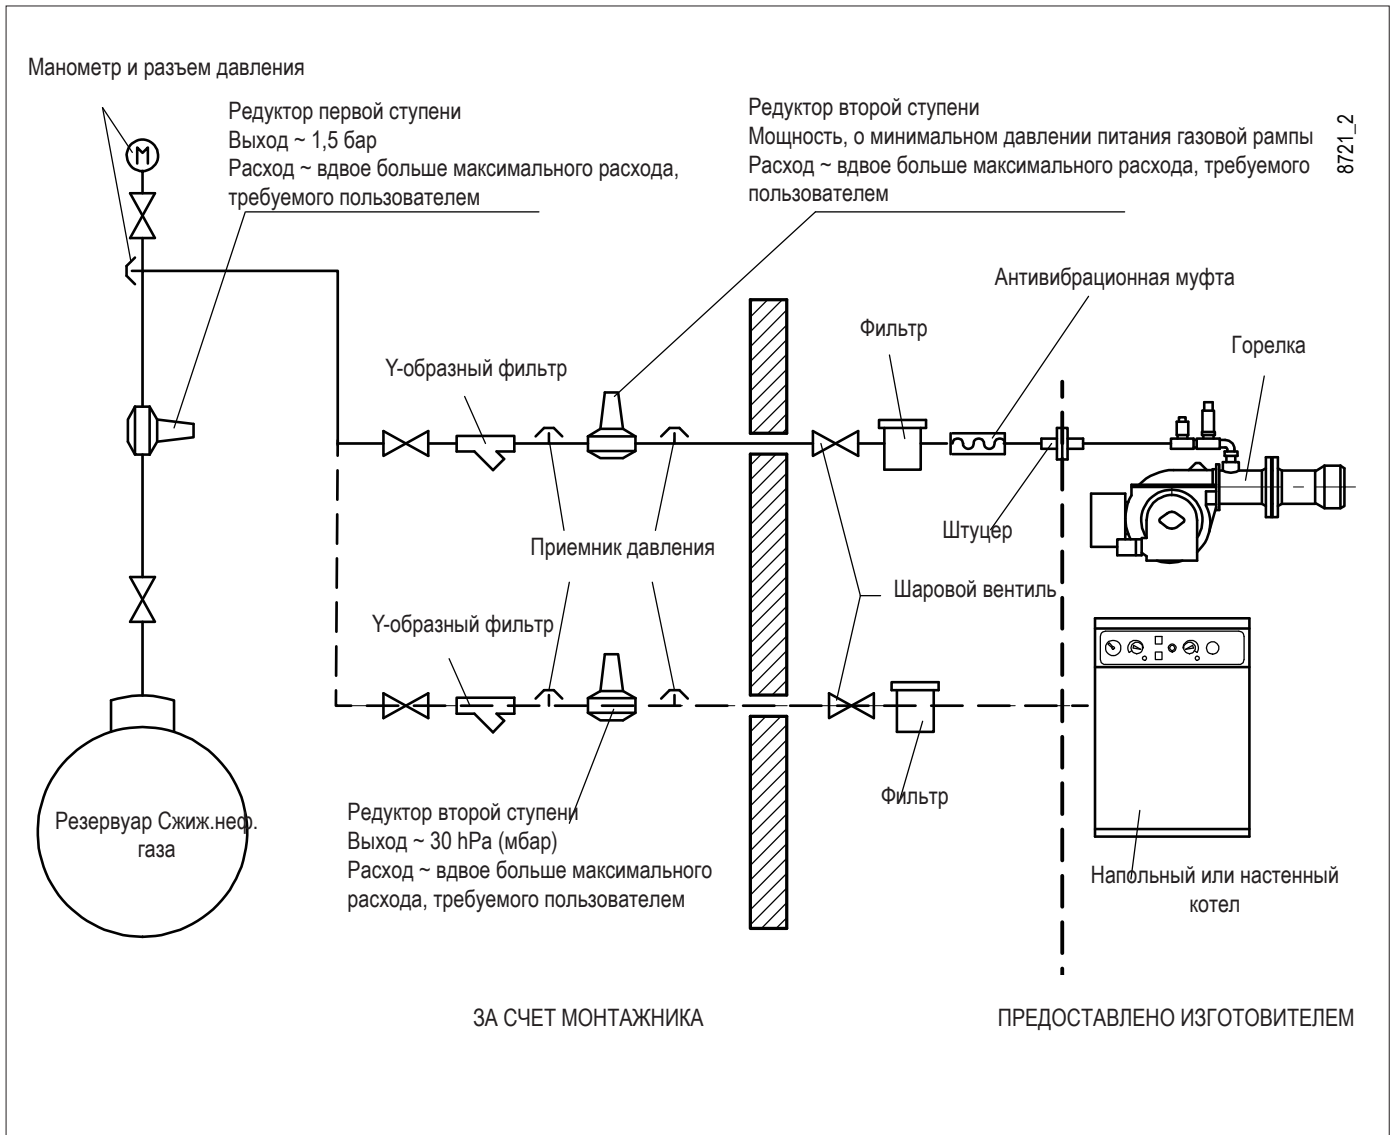 Манометр и разъем давления
Редуктор первой ступени
Выход ~ 1,5 бар
Расход ~ вдвое больше максимального расхода,
требуемого пользователем
Редуктор второй ступени
Мощность, о минимальном давлении питания газовой рампы
Расход ~ вдвое больше максимального расхода, требуемого
пользователем
8721_2
M
Антивибрационная муфта
Фильтр
Горелка
Y-образный фильтр
Штуцер
Приемник давления
Шаровой вентиль
Y-образный фильтр
Фильтр
Резервуар Сжиж.неф.
газа
Редуктор второй ступени
Выход ~ 30 hPa (мбар)
Расход ~ вдвое больше максимального
расхода, требуемого пользователем
Напольный или настенный
котел
ЗА СЧЕТ МОНТАЖНИКА
ПРЕДОСТАВЛЕНО ИЗГОТОВИТЕЛЕМ